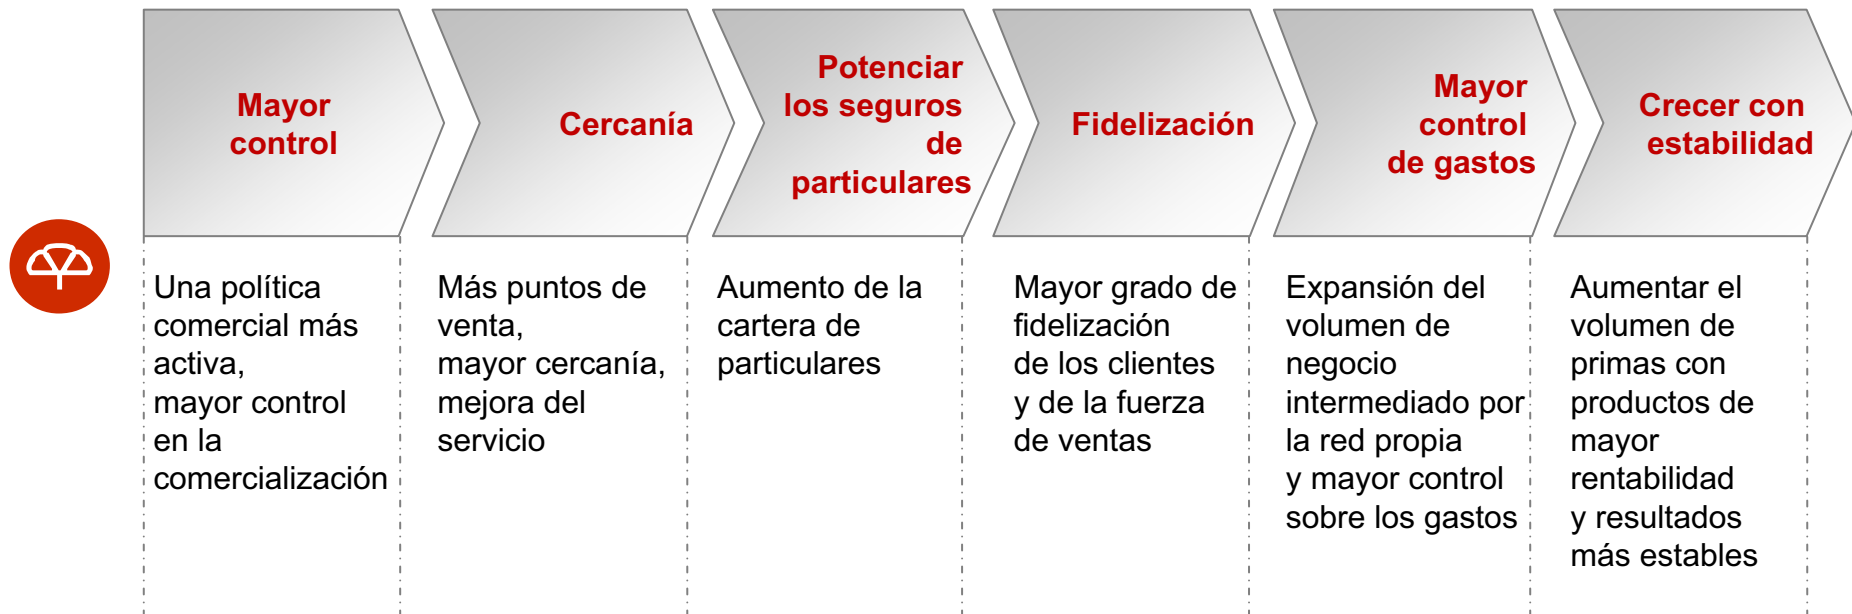 Mayor
control
Cercanía
Potenciar
los seguros
de
particulares
Fidelización
Mayor
control
de gastos
Crecer con
estabilidad
Una política
comercial más
activa,
mayor control
en la
comercialización
Más puntos de
venta,
mayor cercanía,
mejora del
servicio
Aumento de la
cartera de
particulares
Mayor grado de
fidelización
de los clientes
y de la fuerza
de ventas
Expansión del
volumen de
negocio
intermediado por
la red propia
y mayor control
sobre los gastos
Aumentar el
volumen de
primas con
productos de
mayor
rentabilidad
y resultados
más estables